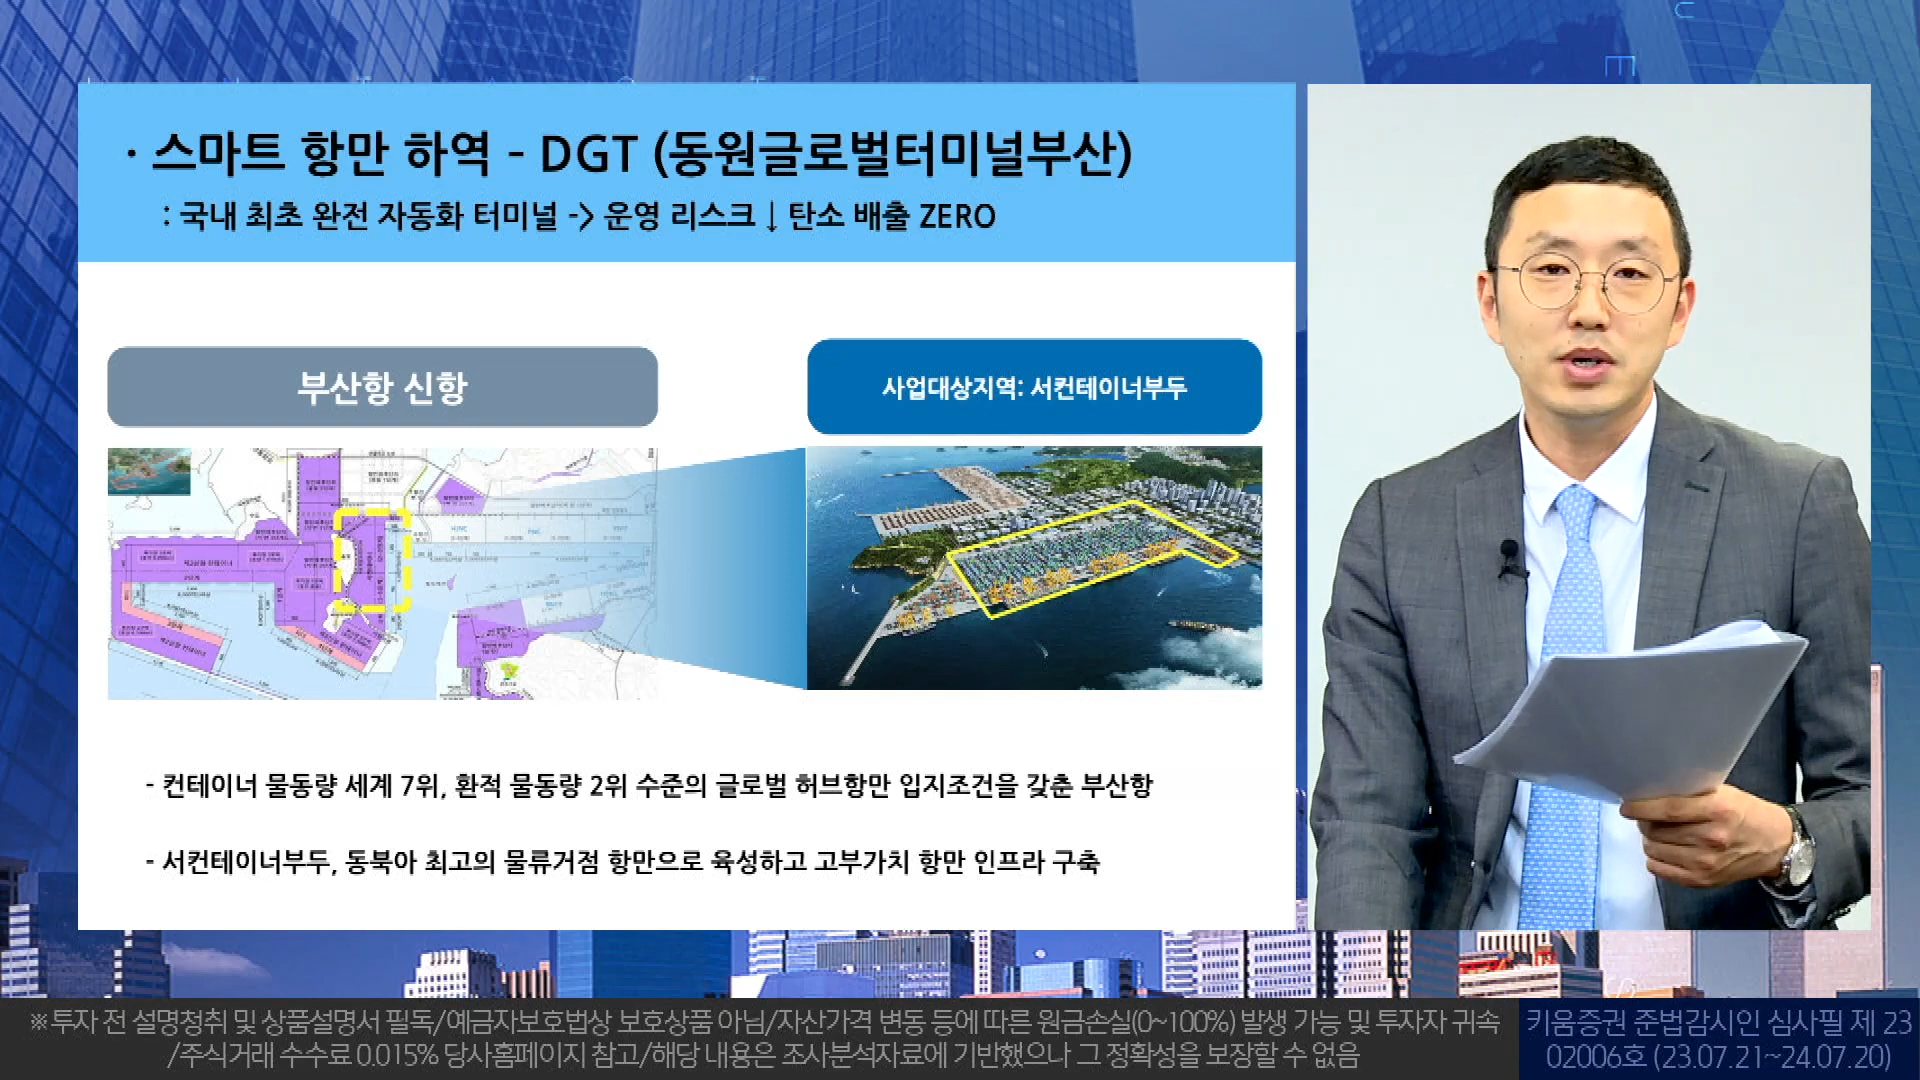 · 스마트 항만 하역 - DGT (동원글로벌터미널부산)
: 국내 최초 완전 자동화 터미널 -> 운영 리스크↓ 탄소 배출 ZERO
부산항 신항
사업대상지역: 서컨테이너부두
- 컨테이너 물동량 세계 7위, 환적 물동량 2위 수준의 글로벌 허브항만 입지조건을 갖춘 부산항
- 서컨테이너부두, 동북아 최고의 물류거점 항만으로 육성하고 고부가치 항만 인프라 구축
※투자 전 설명청취 및 상품설명서 필독/예금자보호법상 보호상품 아님/자산가격 변동 등에 따른 원금손실(0~100%) 발생 가능 및 투자자 귀속
/주식거래 수수료 0.015% 당사홈페이지 참고/해당 내용은 조사분석자료에 기반했으나 그 정확성을 보장할 수 없음
키움증권 준법감시인 심사필 제 23
02006호 (23.07.21~24.07.20)